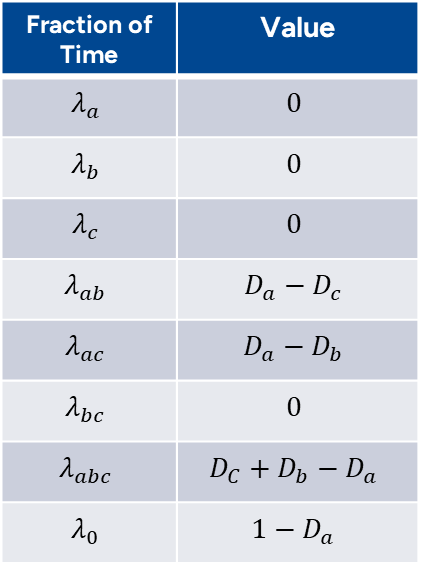 Fraction of Time Value
λ_a 0
λ_b 0
λ_c 0
λ_ab D_a − D_c
λ_ac D_a − D_b
λ_bc 0
λ_abc D_C + D_b − D_a
λ_0 1 − D_a